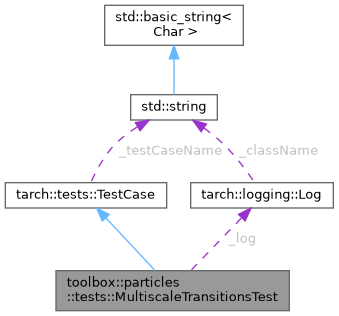 std::basic_string<
Char >
std::string
_testCaseName
_className
tarch::tests::TestCase
tarch::logging::Log
_log
toolbox::particles
::tests::MultiscaleTransitionsTest